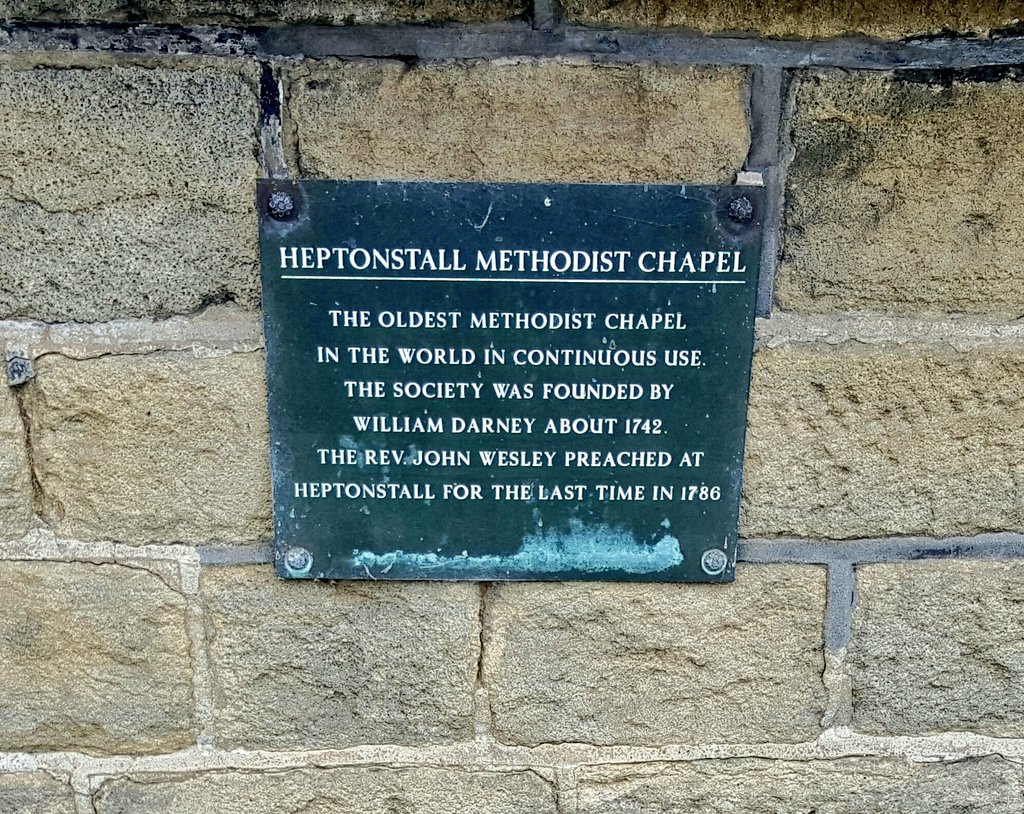 HEPTONSTALL METHODIST CHAPEL
THE OLDEST METHODIST CHAPEL
IN THE WORLD IN CONTINUOUS USE.
THE SOCIETY WAS FOUNDED BY
WILLIAM DARNEY ABOUT 1742.
THE REV. JOHN WESLEY PREACHED AT
HEPTONSTALL FOR THE LAST TIME IN 1786